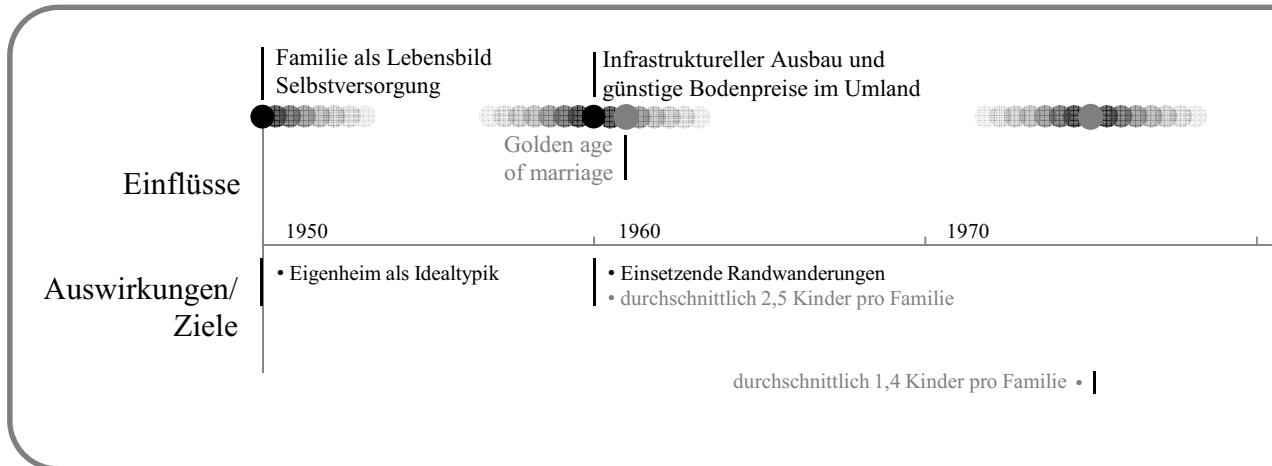 Familie als Lebensbild
Selbstversorgung
Infrastruktureller Ausbau und
günstige Bodenpreise im Umland
Golden age
of marriage
Einflüsse
1950
1960
1970
Auswirkungen/
Ziele
• Eigenheim als Idealtypik
• Einsetzende Randwanderungen
• durchschnittlich 2,5 Kinder pro Familie
durchschnittlich 1,4 Kinder pro Familie •